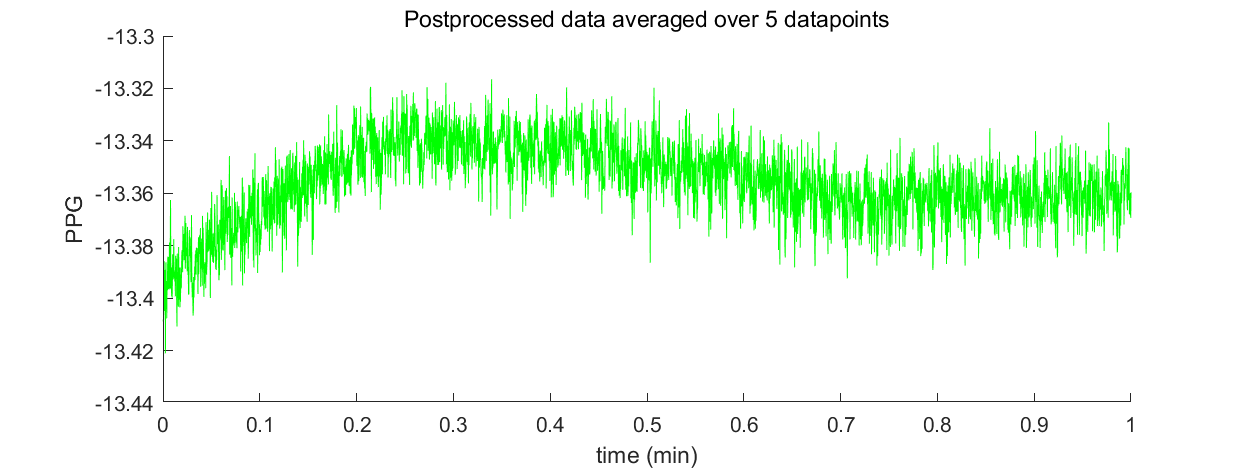 Postprocessed data averaged over 5 datapoints
-13.3
-13.32
-13.34
-13.36
-13.38
-13.4
-13.42
-13.44
PPG
0 0.1 0.2 0.3 0.4 0.5 0.6 0.7 0.8 0.9 1
time (min)